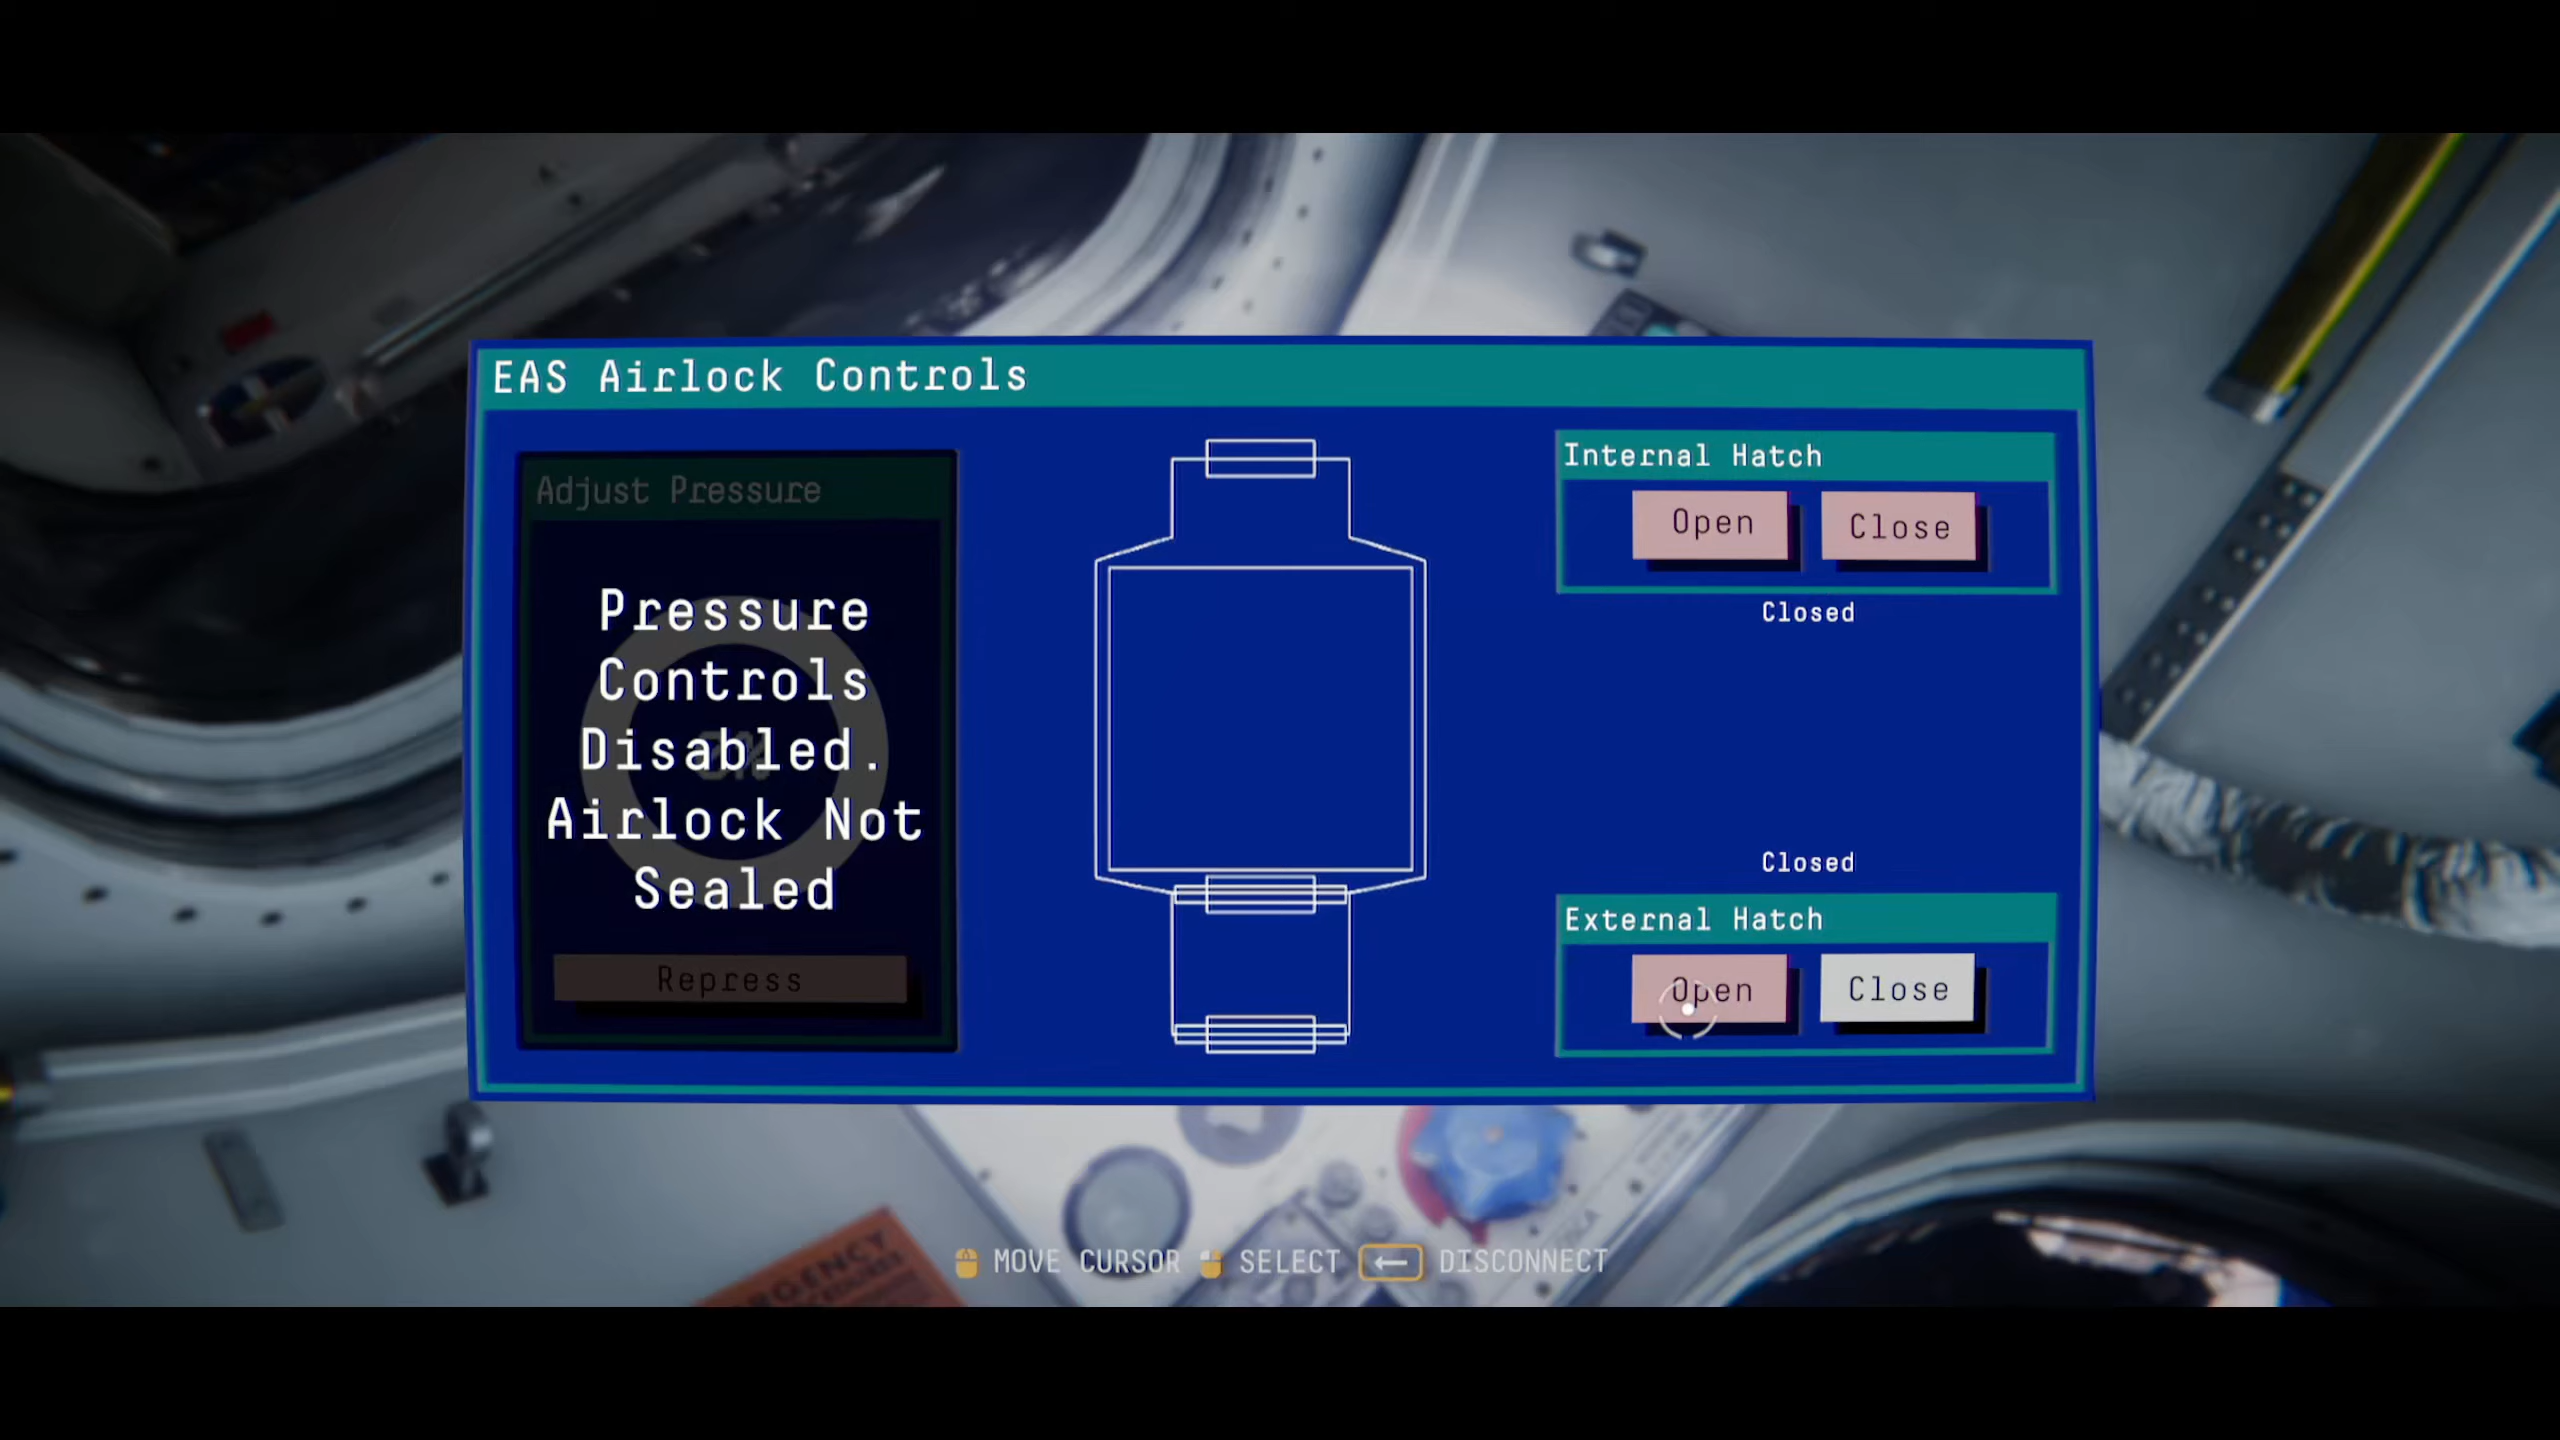 EAS Airlock Controls
Adjust Pressure
Pressure
Controls
Disabled.
Airlock Not
Sealed
Repress
Internal Hatch
Open Close
Closed
Closed
External Hatch
Open Close
MOVE CURSOR SELECT DISCONNECT